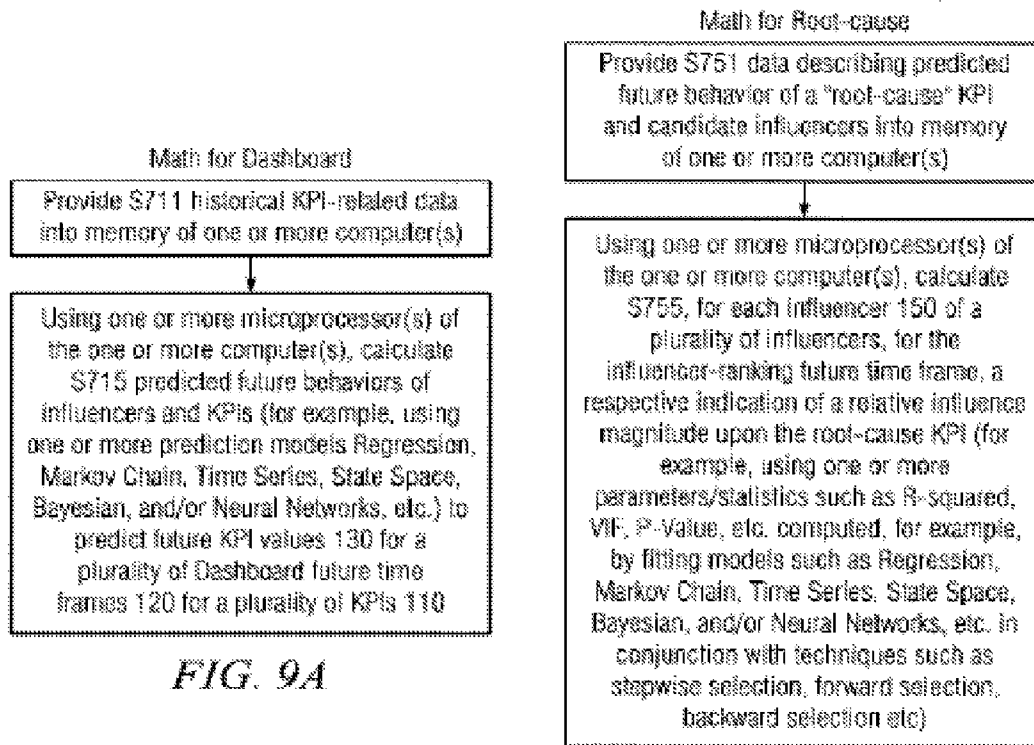 Math for Dashboard
Provide S711 historical KPI-related data
into memory of one or more computer(s)
Using one or more microprocessor(s) of
the one or more computer(s), calculate
S715 predicted future behaviors of
influencers and KPIs (for example, using
one or more prediction models Regression,
Markov Chain, Time Series, State Space,
Bayesian, and/or Neural Networks, etc.) to
predict future KPI values 130 for a
plurality of Dashboard future time
frames 120 for a plurality of KPIs 110
FIG. 9A
Math for Root-cause
Provide S751 data describing predicted
future behavior of a "root-cause" KPI
and candidate influencers into memory
of one or more computer(s)
Using one or more microprocessor(s) of
the one or more computer(s), calculate
S755, for each influencer 150 of a
plurality of influencers, for the
influencer-ranking future time frame, a
respective indication of a relative influence
magnitude upon the root-cause KPI (for
example, using one or more
parameters/statistics such as R-squared,
VIF, P-Value, etc. computed, for example,
by fitting models such as Regression,
Markov Chain, Time Series, State Space,
Bayesian, and/or Neural Networks, etc. in
conjunction with techniques such as
stepwise selection, forward selection,
backward selection etc)